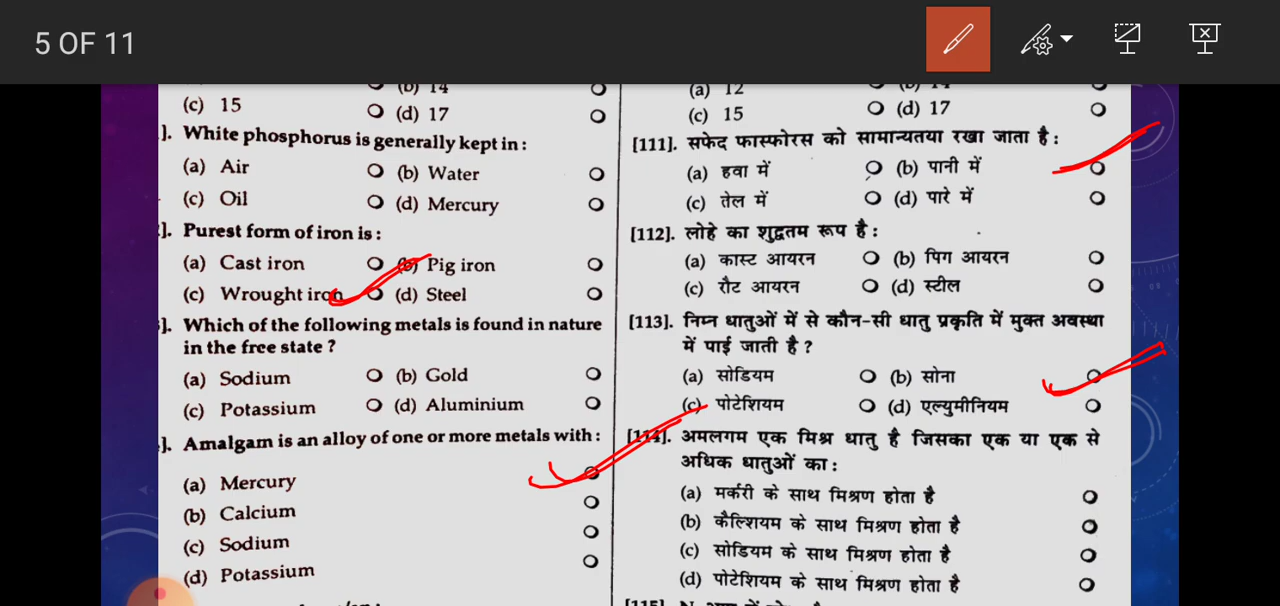 5 OF 11
(b) 14
(c) 15
(d) 17
]. White phosphorus is generally kept in :
(a) Air
(b) Water
(c) Oil
(d) Mercury
]. Purest form of iron is :
(a) Cast iron
(b) Pig iron
(c) Wrought iron
(d) Steel
]. Which of the following metals is found in nature
in the free state ?
(a) Sodium
(b) Gold
(c) Potassium
(d) Aluminium
]. Amalgam is an alloy of one or more metals with :
(a) Mercury
(b) Calcium
(c) Sodium
(d) Potassium
(a) 12
(b) 14
(c) 15
(d) 17
[111]. सफेद फास्फोरस को सामान्यतया रखा जाता है :
(a) हवा में
(b) पानी में
(c) तेल में
(d) पारे में
[112]. लोहे का शुद्धतम रूप है :
(a) कास्ट आयरन
(b) पिग आयरन
(c) रौट आयरन
(d) स्टील
[113]. निम्न धातुओं में से कौन-सी धातु प्रकृति में मुक्त अवस्था
में पाई जाती है ?
(a) सोडियम
(b) सोना
(c) पोटेशियम
(d) एल्युमीनियम
[114]. अमलगम एक मिश्र धातु है जिसका एक या एक से
अधिक धातुओं का :
(a) मर्करी के साथ मिश्रण होता है
(b) कैल्शियम के साथ मिश्रण होता है
(c) सोडियम के साथ मिश्रण होता है
(d) पोटेशियम के साथ मिश्रण होता है
[115].